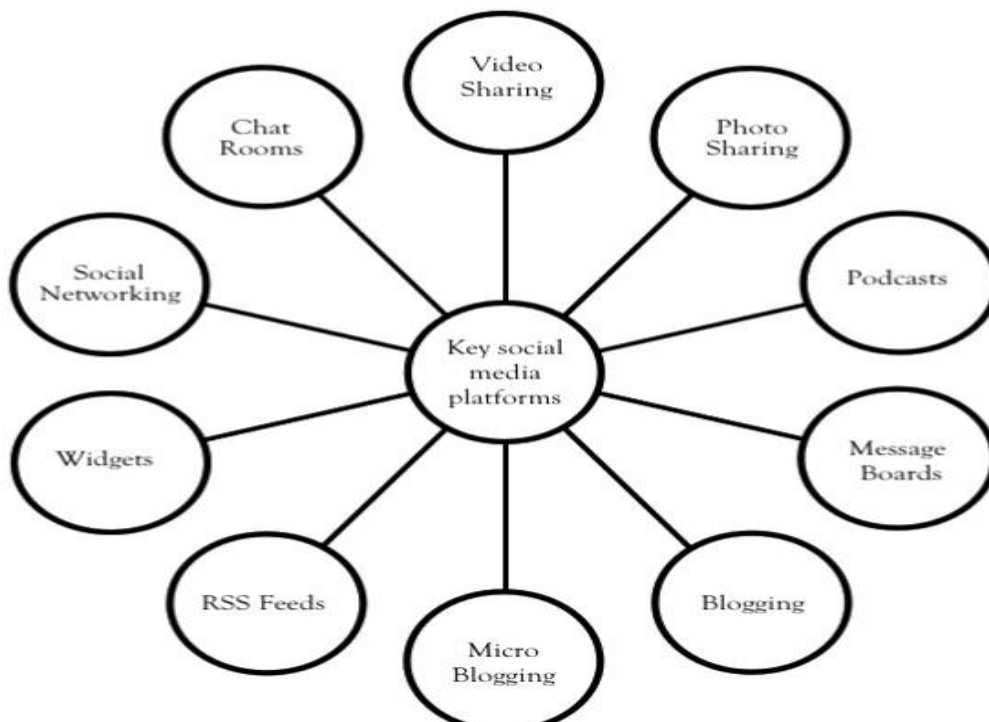 Video
Sharing
Chat
Rooms
Photo
Sharing
Social
Networking
Podcasts
Key social
media
platforms
Widgets
Message
Boards
RSS Feeds
Blogging
Micro
Blogging